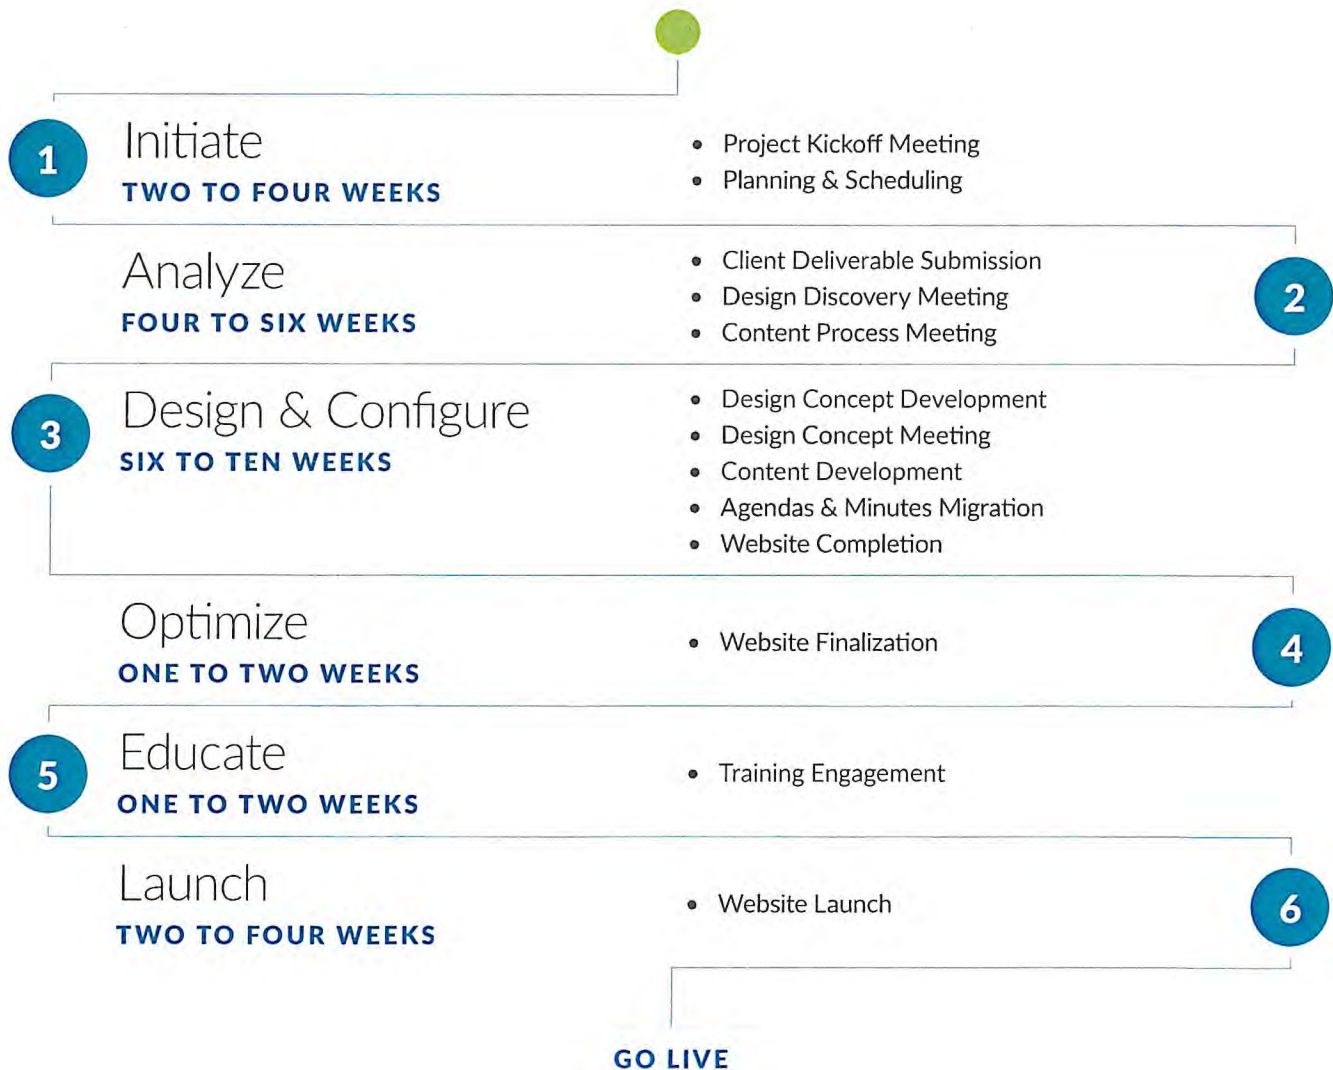 1
Initiate
TWO TO FOUR WEEKS
• Project Kickoff Meeting
• Planning & Scheduling
Analyze
FOUR TO SIX WEEKS
• Client Deliverable Submission
• Design Discovery Meeting
• Content Process Meeting
2
3
Design & Configure
SIX TO TEN WEEKS
• Design Concept Development
• Design Concept Meeting
• Content Development
• Agendas & Minutes Migration
• Website Completion
Optimize
ONE TO TWO WEEKS
• Website Finalization
4
5
Educate
ONE TO TWO WEEKS
• Training Engagement
Launch
TWO TO FOUR WEEKS
• Website Launch
6
GO LIVE